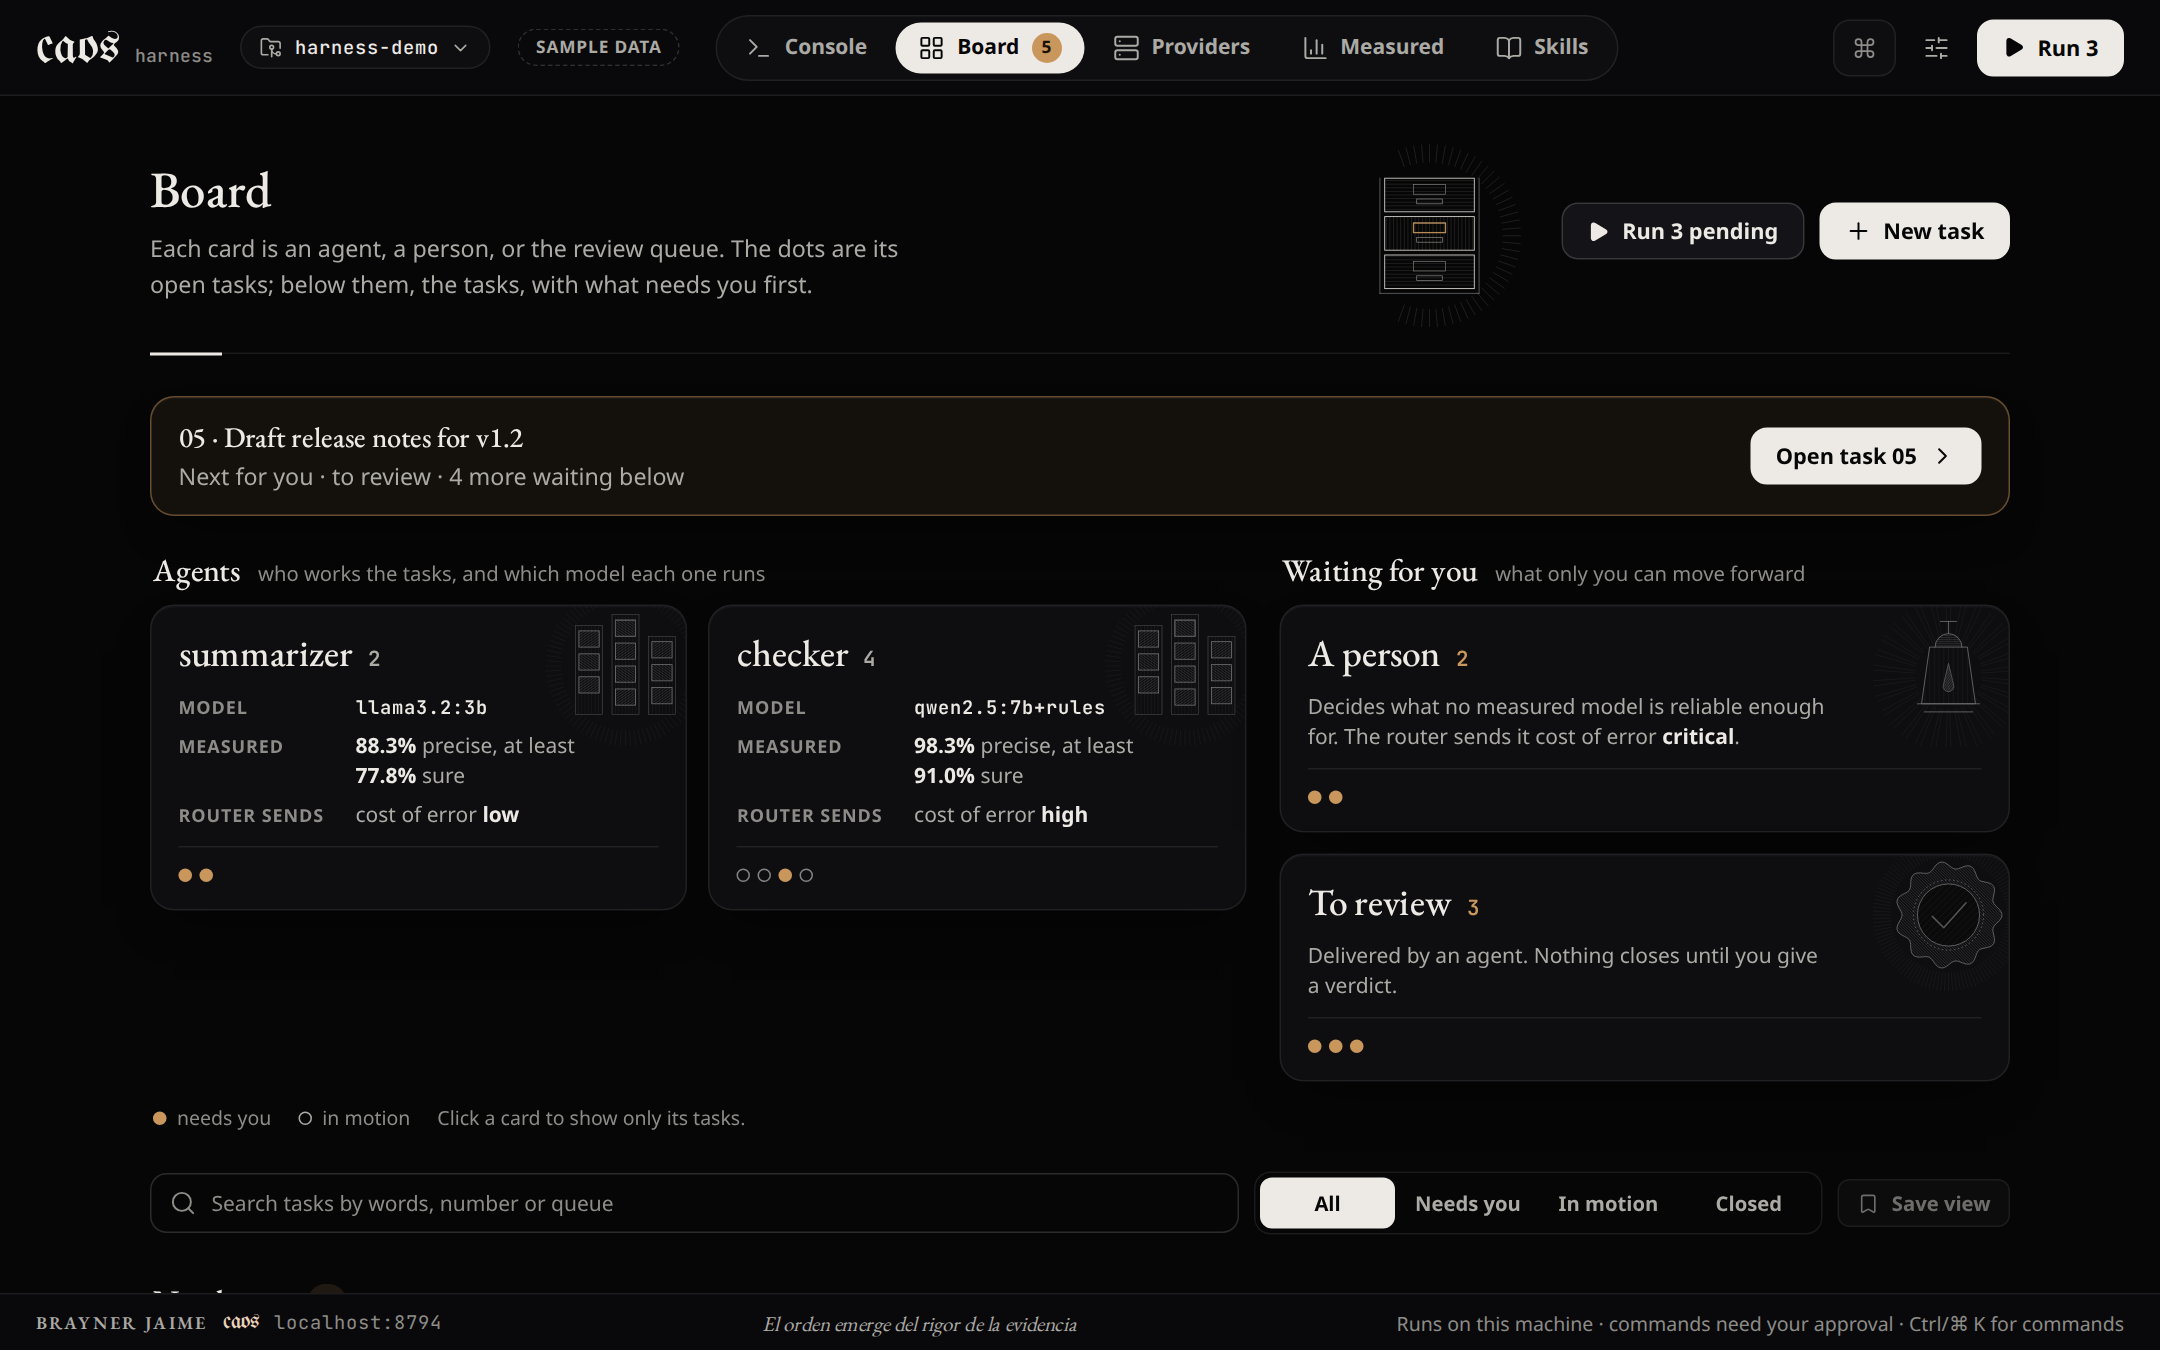 caos harness
harness-demo
SAMPLE DATA
Console
Board 5
Providers
Measured
Skills
⌘
Run 3
Board
Each card is an agent, a person, or the review queue. The dots are its
open tasks; below them, the tasks, with what needs you first.
Run 3 pending
New task
05 · Draft release notes for v1.2
Next for you · to review · 4 more waiting below
Open task 05
Agents who works the tasks, and which model each one runs
summarizer 2
MODEL llama3.2:3b
MEASURED 88.3% precise, at least
77.8% sure
ROUTER SENDS cost of error low
checker 4
MODEL qwen2.5:7b+rules
MEASURED 98.3% precise, at least
91.0% sure
ROUTER SENDS cost of error high
Waiting for you what only you can move forward
A person 2
Decides what no measured model is reliable enough
for. The router sends it cost of error critical.
To review 3
Delivered by an agent. Nothing closes until you give
a verdict.
needs you in motion Click a card to show only its tasks.
Search tasks by words, number or queue
All
Needs you
In motion
Closed
Save view
BRAYNER JAIME caos localhost:8794
El orden emerge del rigor de la evidencia
Runs on this machine · commands need your approval · Ctrl/⌘ K for commands